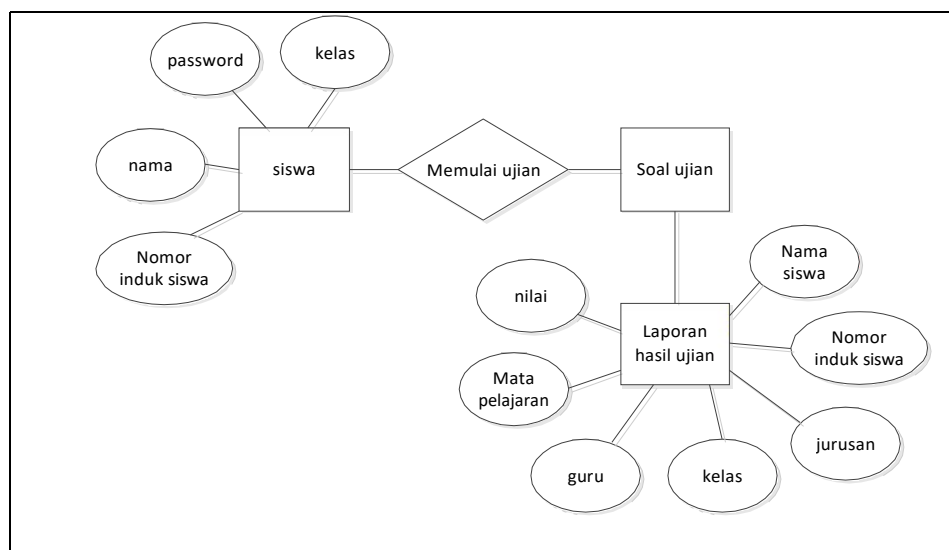 password
kelas
nama
siswa
Memulai ujian
Soal ujian
Nomor
induk siswa
Nama
siswa
nilai
Laporan
hasil ujian
Nomor
induk siswa
Mata
pelajaran
jurusan
guru
kelas